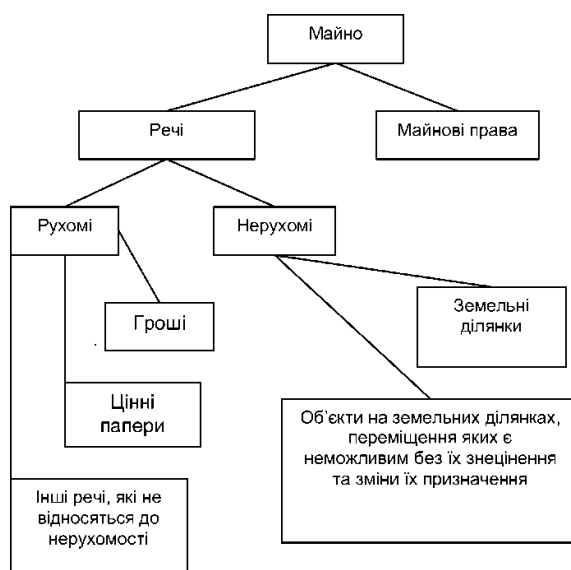 Майно
Речі
Майнові права
Рухомі
Нерухомі
Гроші
Земельні
ділянки
Цінні
папери
Об’єкти на земельних ділянках,
переміщення яких є
неможливим без їх знецінення
та зміни їх призначення
Інші речі, які не
відносяться до
нерухомості